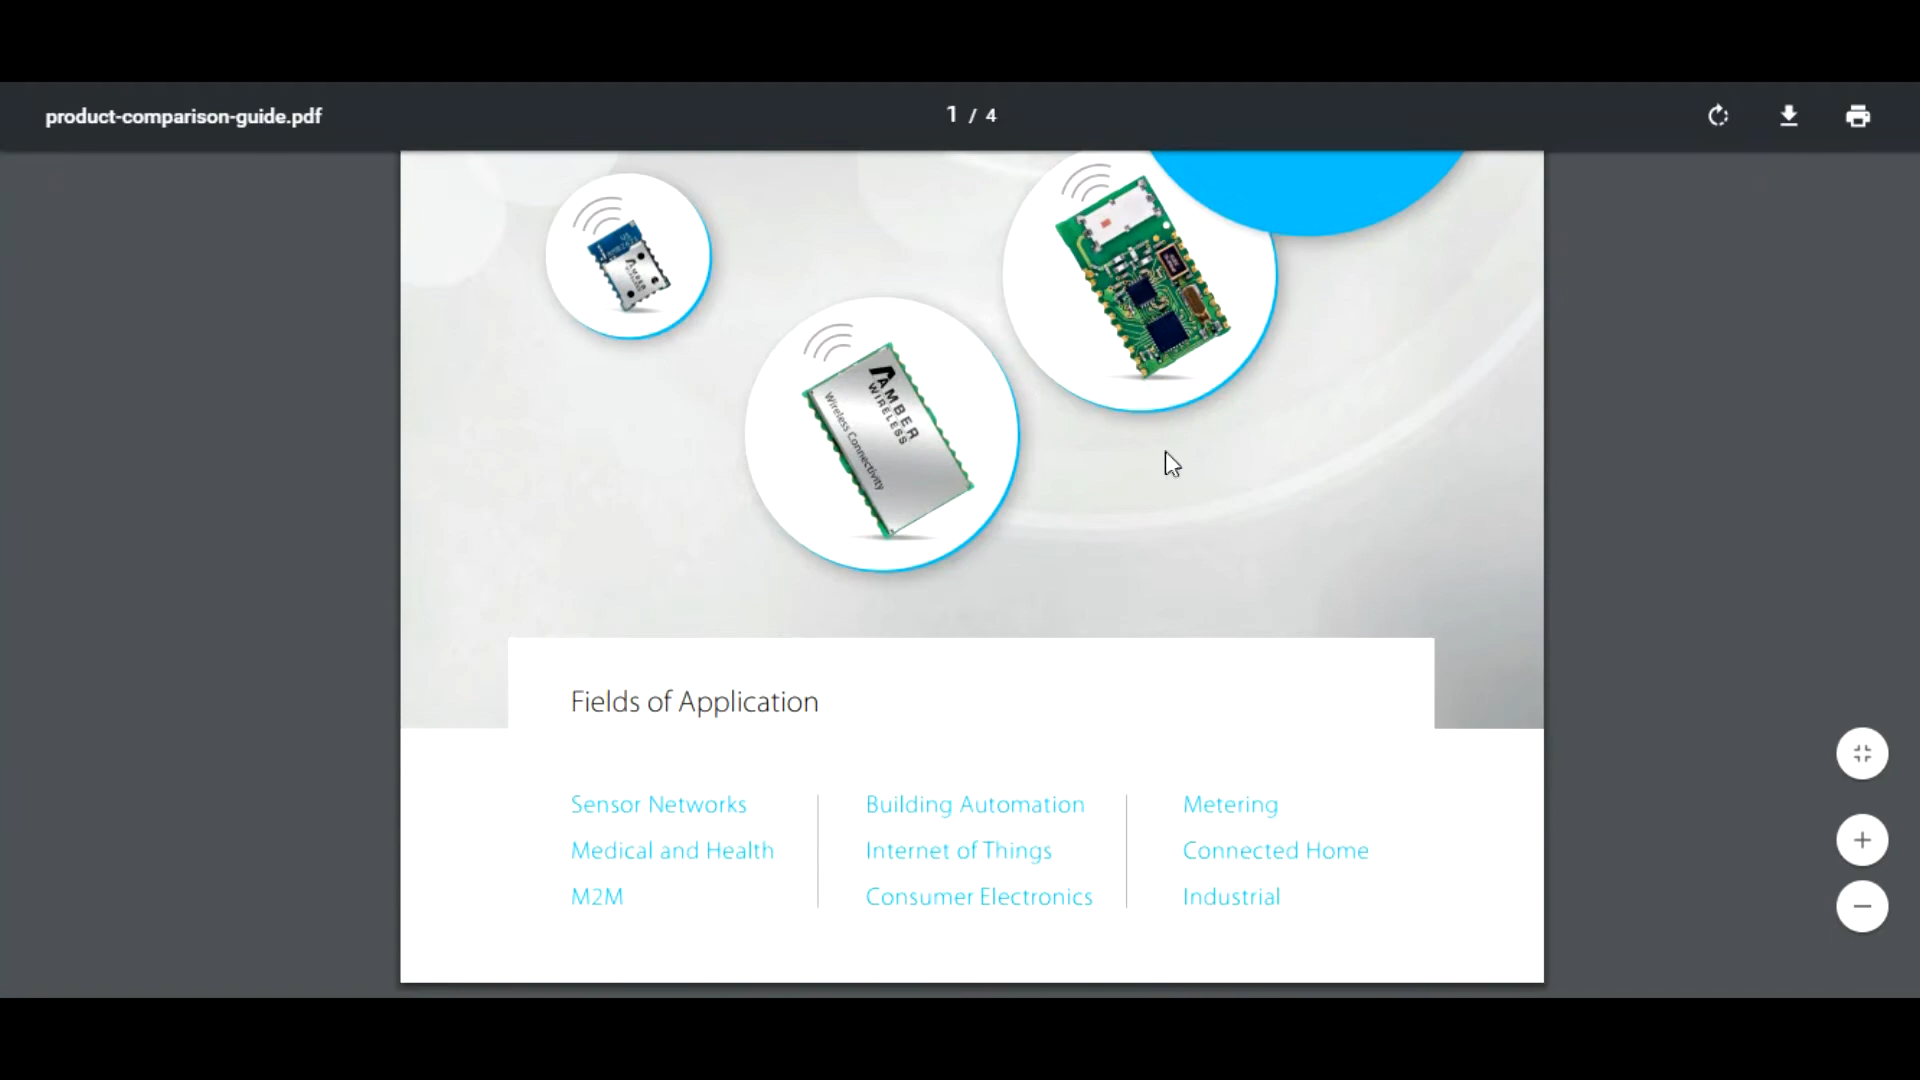 product-comparison-guide.pdf
1 / 4
AMBER
WIRELESS
Wireless Connectivity
Fields of Application
Sensor Networks
Medical and Health
M2M
Building Automation
Internet of Things
Consumer Electronics
Metering
Connected Home
Industrial